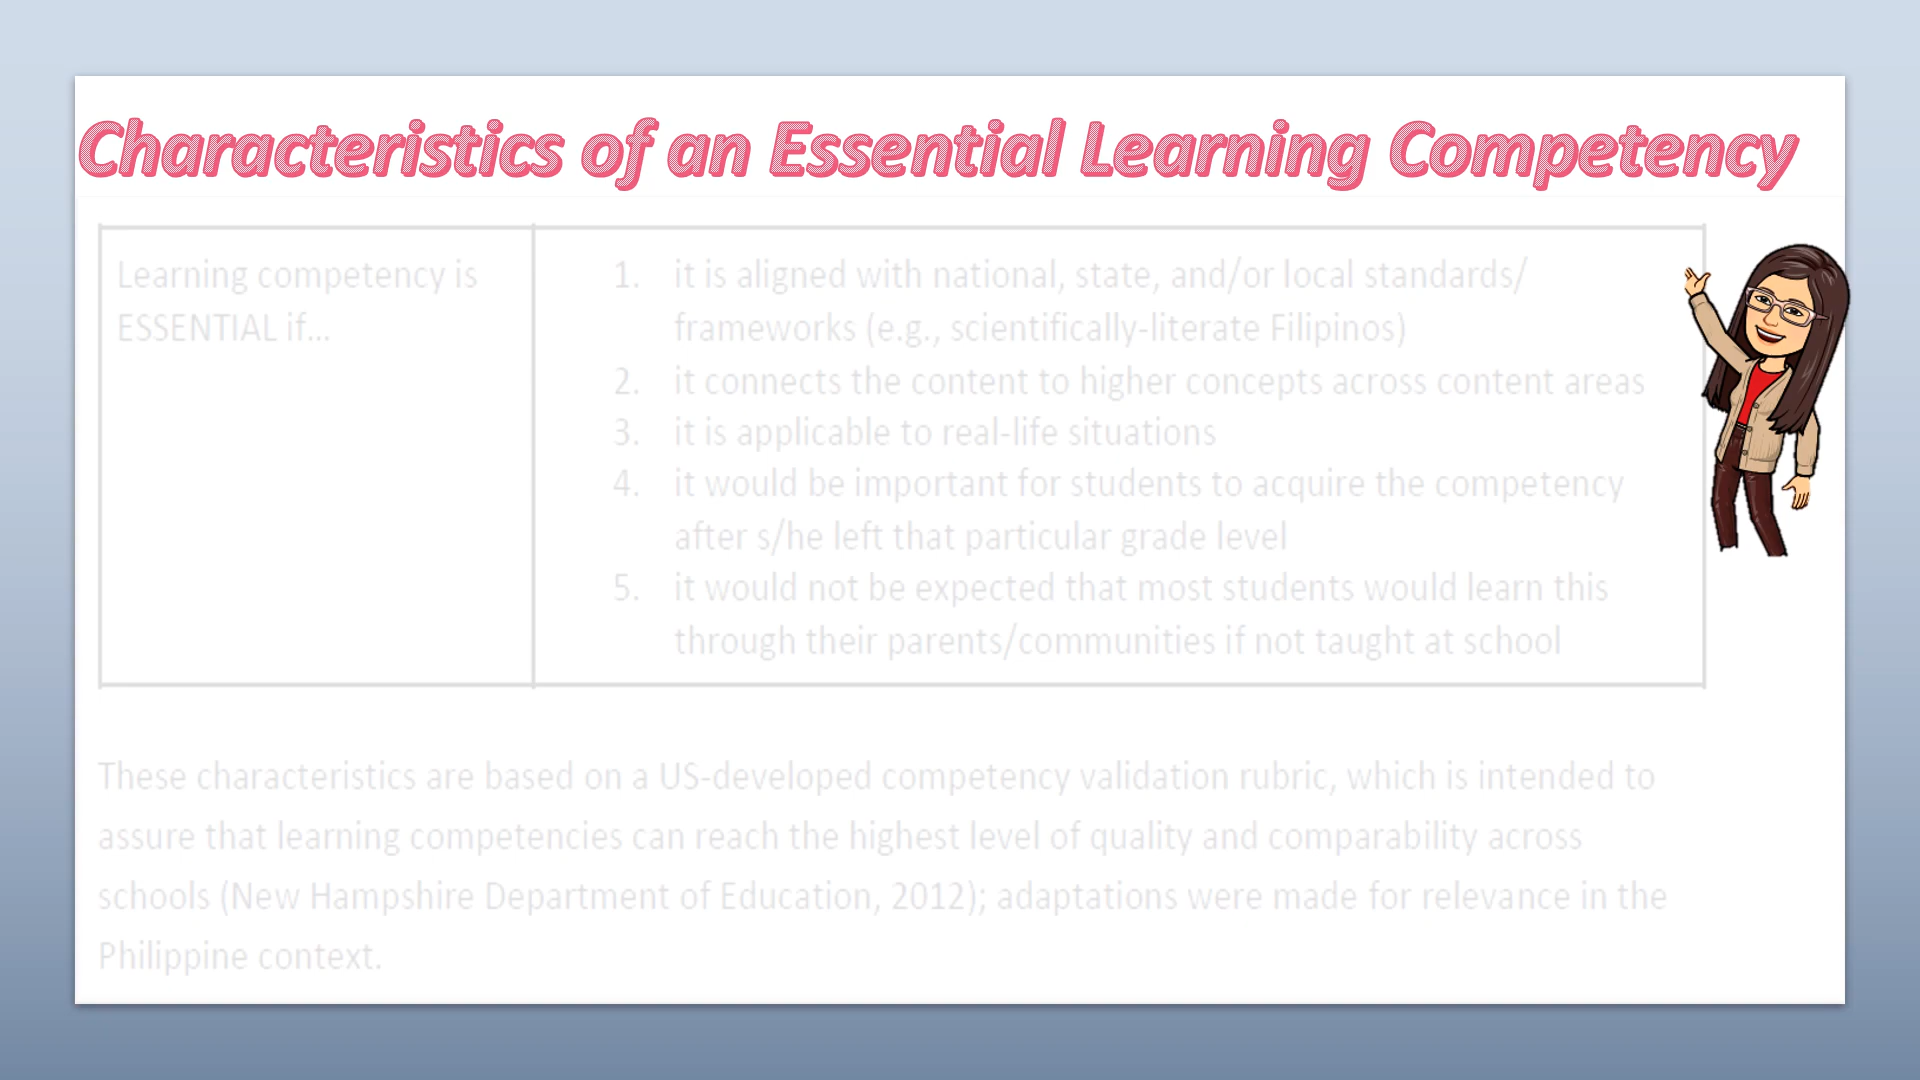 Characteristics of an Essential Learning Competency
Learning competency is
ESSENTIAL if...
1. it is aligned with national, state, and/or local standards/
frameworks (e.g., scientifically-literate Filipinos)
2. it connects the content to higher concepts across content areas
3. it is applicable to real-life situations
4. it would be important for students to acquire the competency
after s/he left that particular grade level
5. it would not be expected that most students would learn this
through their parents/communities if not taught at school
These characteristics are based on a US-developed competency validation rubric, which is intended to
assure that learning competencies can reach the highest level of quality and comparability across
schools (New Hampshire Department of Education, 2012); adaptations were made for relevance in the
Philippine context.